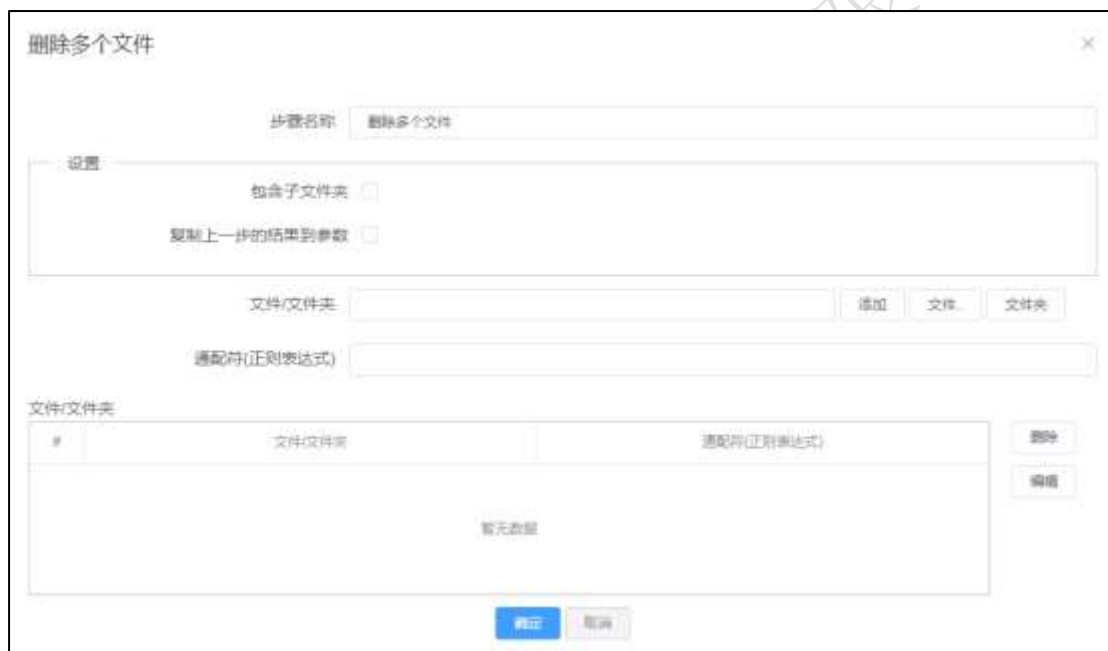 删除多个文件
步骤名称 删除多个文件
设置
包含子文件夹
复制上一步的结果到参数
文件/文件夹 添加 文件.. 文件夹
通配符(正则表达式)
文件/文件夹
# 文件/文件夹 通配符(正则表达式) 删除
编辑
暂无数据
确定 取消